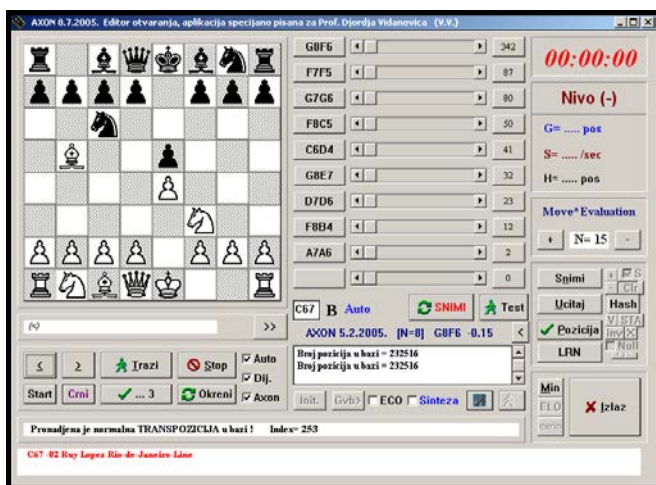 AXON 8.7.2005. Editor otvaranja, aplikacija specijano pisana za Prof. Djordja Vidanovica (V.V.)
G8F6 342
F7F5 87
G7G6 80
F8C5 50
C6D4 41
G8E7 32
D7D6 23
F8B4 12
A7A6 2
0
00:00:00
Nivo (-)
G= ..... pos
S= ..... /sec
H= ..... pos
Move*Evaluation
+ N= 15 -
Snimi + S
- Clr
Ucitaj Hash
Pozicija V STA
Inv X
LRN Null
C67 B Auto SNIMI Test
AXON 5.2.2005. [N=8] G8F6 -0.15 <
Broj pozicija u bazi = 232516
Broj pozicija u bazi = 232516
Init. Gvb> ECO Sinteza
>>
< > Trazi Stop Auto
Dij.
Start Crni ... 3 Okreni Axon
Min
ELO
Izlaz
Pronadjena je normalna TRANSPOZICIJA u bazi ! Index= 253
C67 -02 Ruy Lopez Rio-de-Janeiro-Line